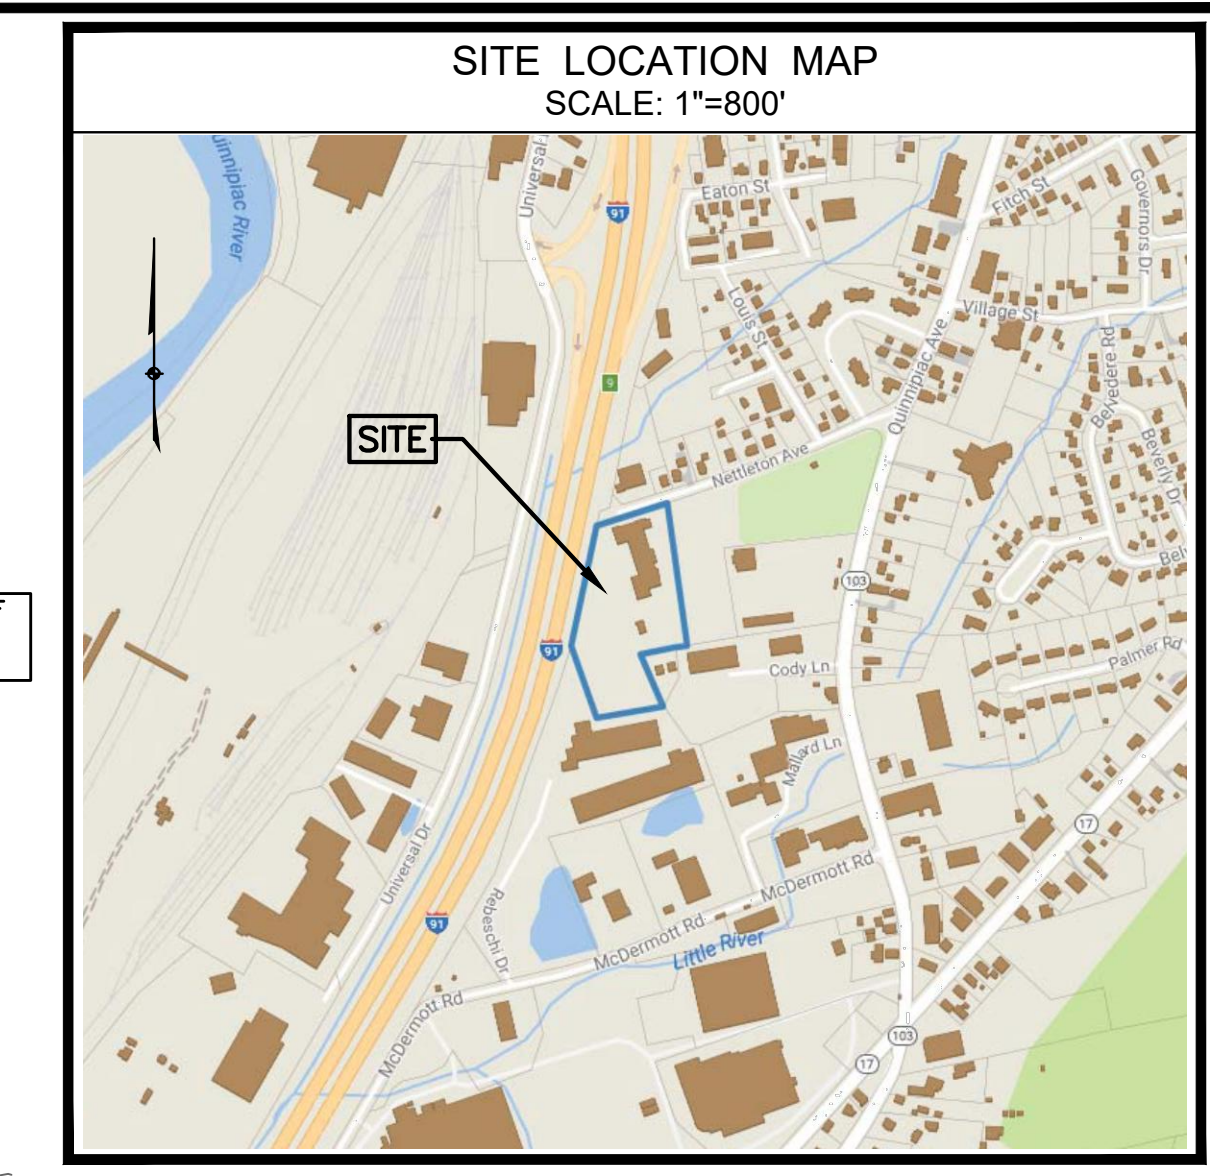 SITE LOCATION MAP
SCALE: 1"=800'
Universal
Eaton St
Fitch St
Governors Dr
River
91
Louis St
Village St
Quinnipiac Ave
Belvedere Rd
9
SITE
Beverly Dr
Nettleton Ave
103
91
Cody Ln
Palmer Rd
Mallard Ln
17
Universal Dr
McDermott Rd
Rebeschi Dr
91
McDermott Rd
Little River
McDermott Rd
103
17